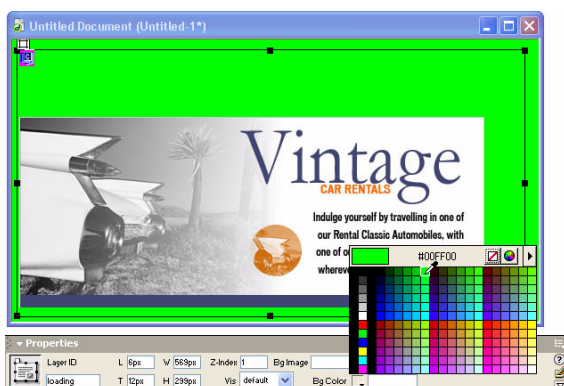 Untitled Document (Untitled-1*)
Vintage
CAR RENTALS
Indulge yourself by travelling in one of
our Rental Classic Automobiles, with
one of ou
wherev
#00FF00
Properties
Layer ID L 6px W 569px Z-Index 1 Bg Image
loading T 12px H 299px Vis default Bg Color